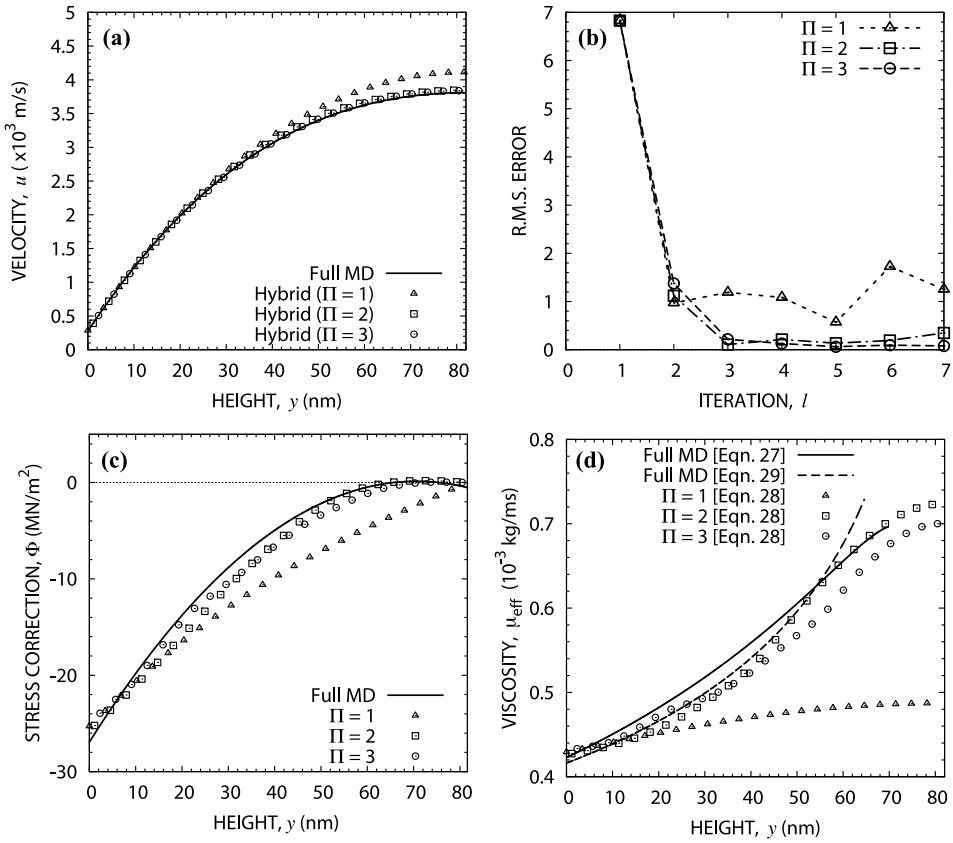 (a)
5
4.5
4
3.5
3
2.5
2
1.5
1
0.5
0
VELOCITY, u ( x10³ m/s)
Full MD
Hybrid (Π = 1)
Hybrid (Π = 2)
Hybrid (Π = 3)
0 10 20 30 40 50 60 70 80
HEIGHT, y (nm)
(b)
7
6
5
4
3
2
1
0
R.M.S. ERROR
Π = 1
Π = 2
Π = 3
0 1 2 3 4 5 6 7
ITERATION, l
(c)
0
-10
-20
-30
STRESS CORRECTION, Φ (MN/m²)
Full MD
Π = 1
Π = 2
Π = 3
0 10 20 30 40 50 60 70 80
HEIGHT, y (nm)
(d)
0.8
0.7
0.6
0.5
0.4
VISCOSITY, μeff (10⁻³ kg/ms)
Full MD [Eqn. 27]
Full MD [Eqn. 29]
Π = 1 [Eqn. 28]
Π = 2 [Eqn. 28]
Π = 3 [Eqn. 28]
0 10 20 30 40 50 60 70 80
HEIGHT, y (nm)